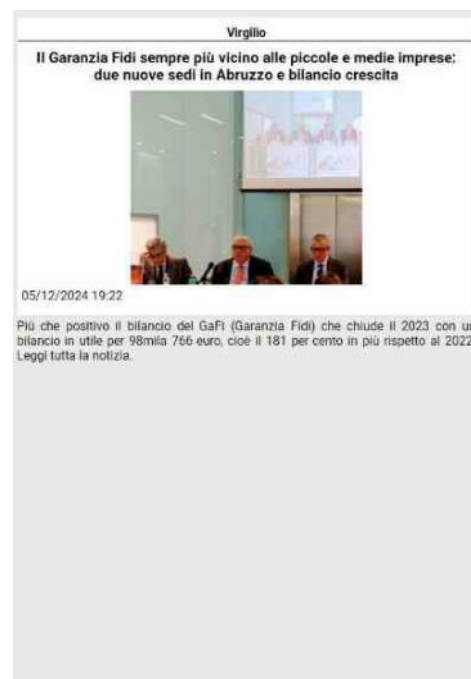 Virgilio
Il Garanzia Fidi sempre più vicino alle piccole e medie imprese:
due nuove sedi in Abruzzo e bilancio crescita
05/12/2024 19:22
Più che positivo il bilancio del GaFi (Garanzia Fidi) che chiude il 2023 con un
bilancio in utile per 98mila 766 euro, cioè il 181 per cento in più rispetto al 2022
Leggi tutta la notizia.